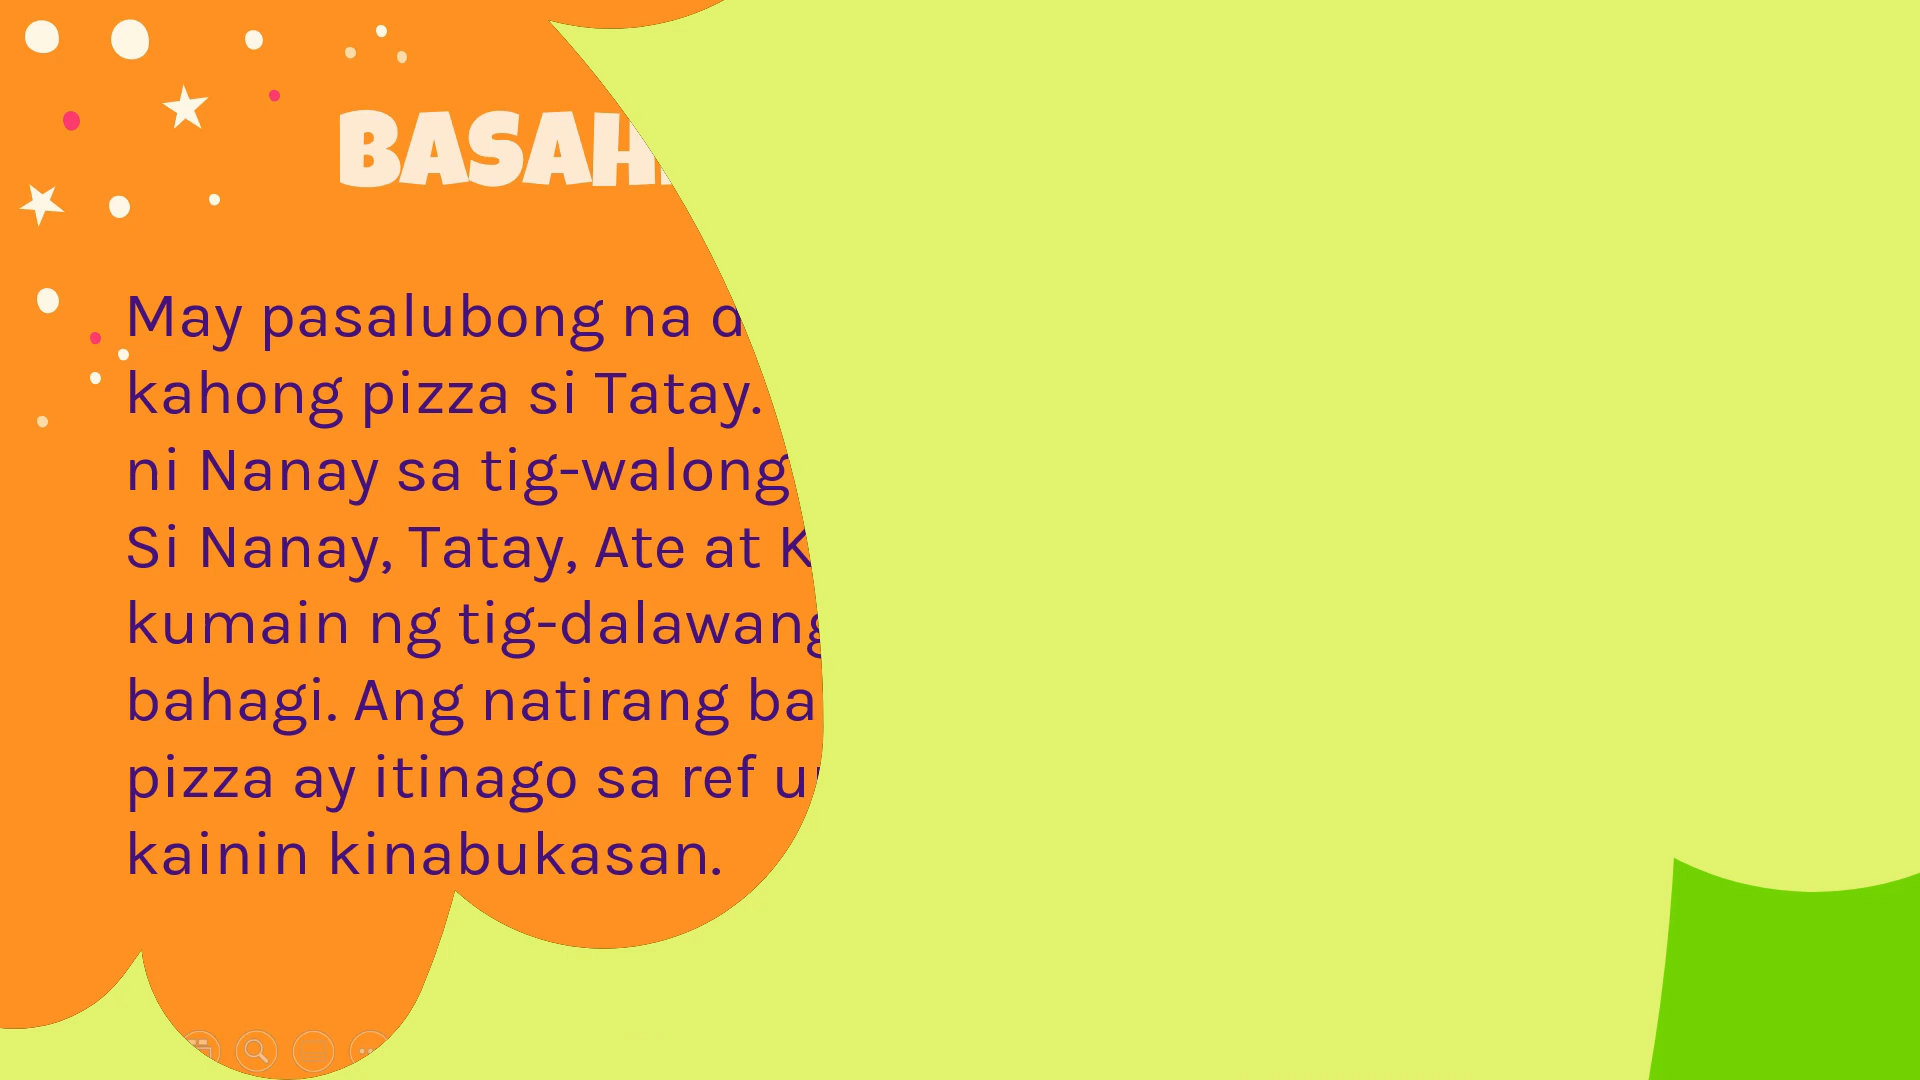 May pasalubong na
kahong pizza si Tatay.
ni Nanay sa tig-walong
Si Nanay, Tatay, Ate at
kumain ng tig-dalawang
bahagi. Ang natirang
pizza ay itinago sa ref
kainin kinabukasan.